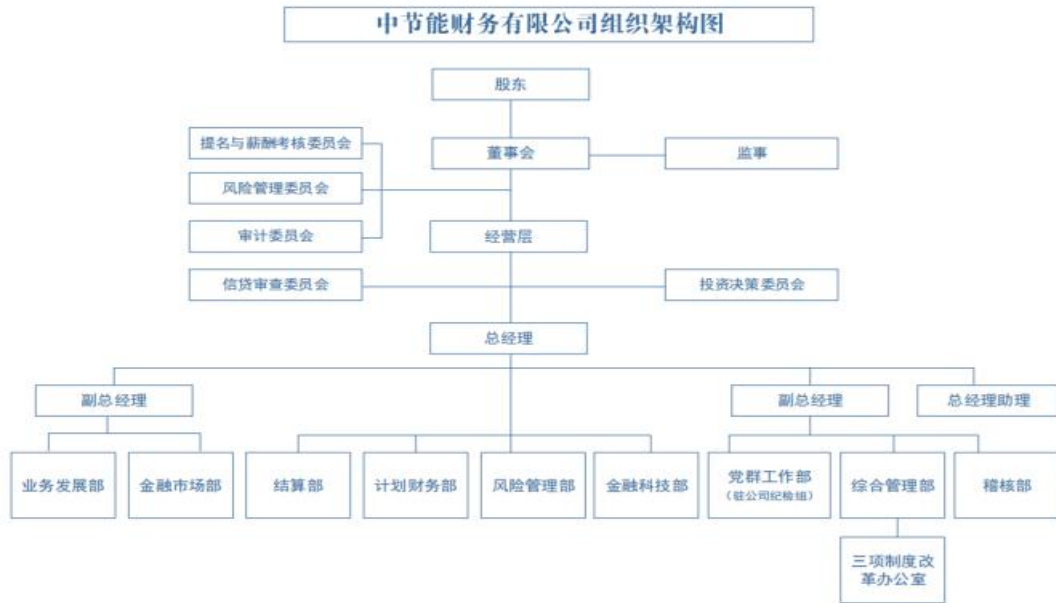 中节能财务有限公司组织架构图
股东
提名与薪酬考核委员会
董事会
监事
风险管理委员会
审计委员会
经营层
信贷审查委员会
投资决策委员会
总经理
副总经理
副总经理
总经理助理
业务发展部
金融市场部
结算部
计划财务部
风险管理部
金融科技部
党群工作部
（驻公司纪检组）
综合管理部
稽核部
三项制度改
革办公室